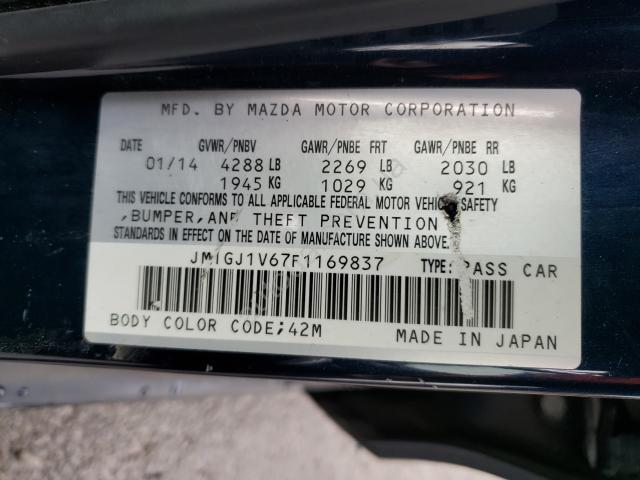 MFD. BY MAZDA MOTOR CORPORATION
DATE GVWR/PNBV GAWR/PNBE FRT GAWR/PNBE RR
01/14 4288 LB 2269 LB 2030 LB
1945 KG 1029 KG 921 KG
THIS VEHICLE CONFORMS TO ALL APPLICABLE FEDERAL MOTOR VEHICLE SAFETY
,BUMPER,AND THEFT PREVENTION
STANDARDS IN EFFECT ON THE DATE OF MANUFACTURE SHOWN ABOVE.
JM1GJ1V67F1169837 TYPE:PASS CAR
BODY COLOR CODE;42M MADE IN JAPAN